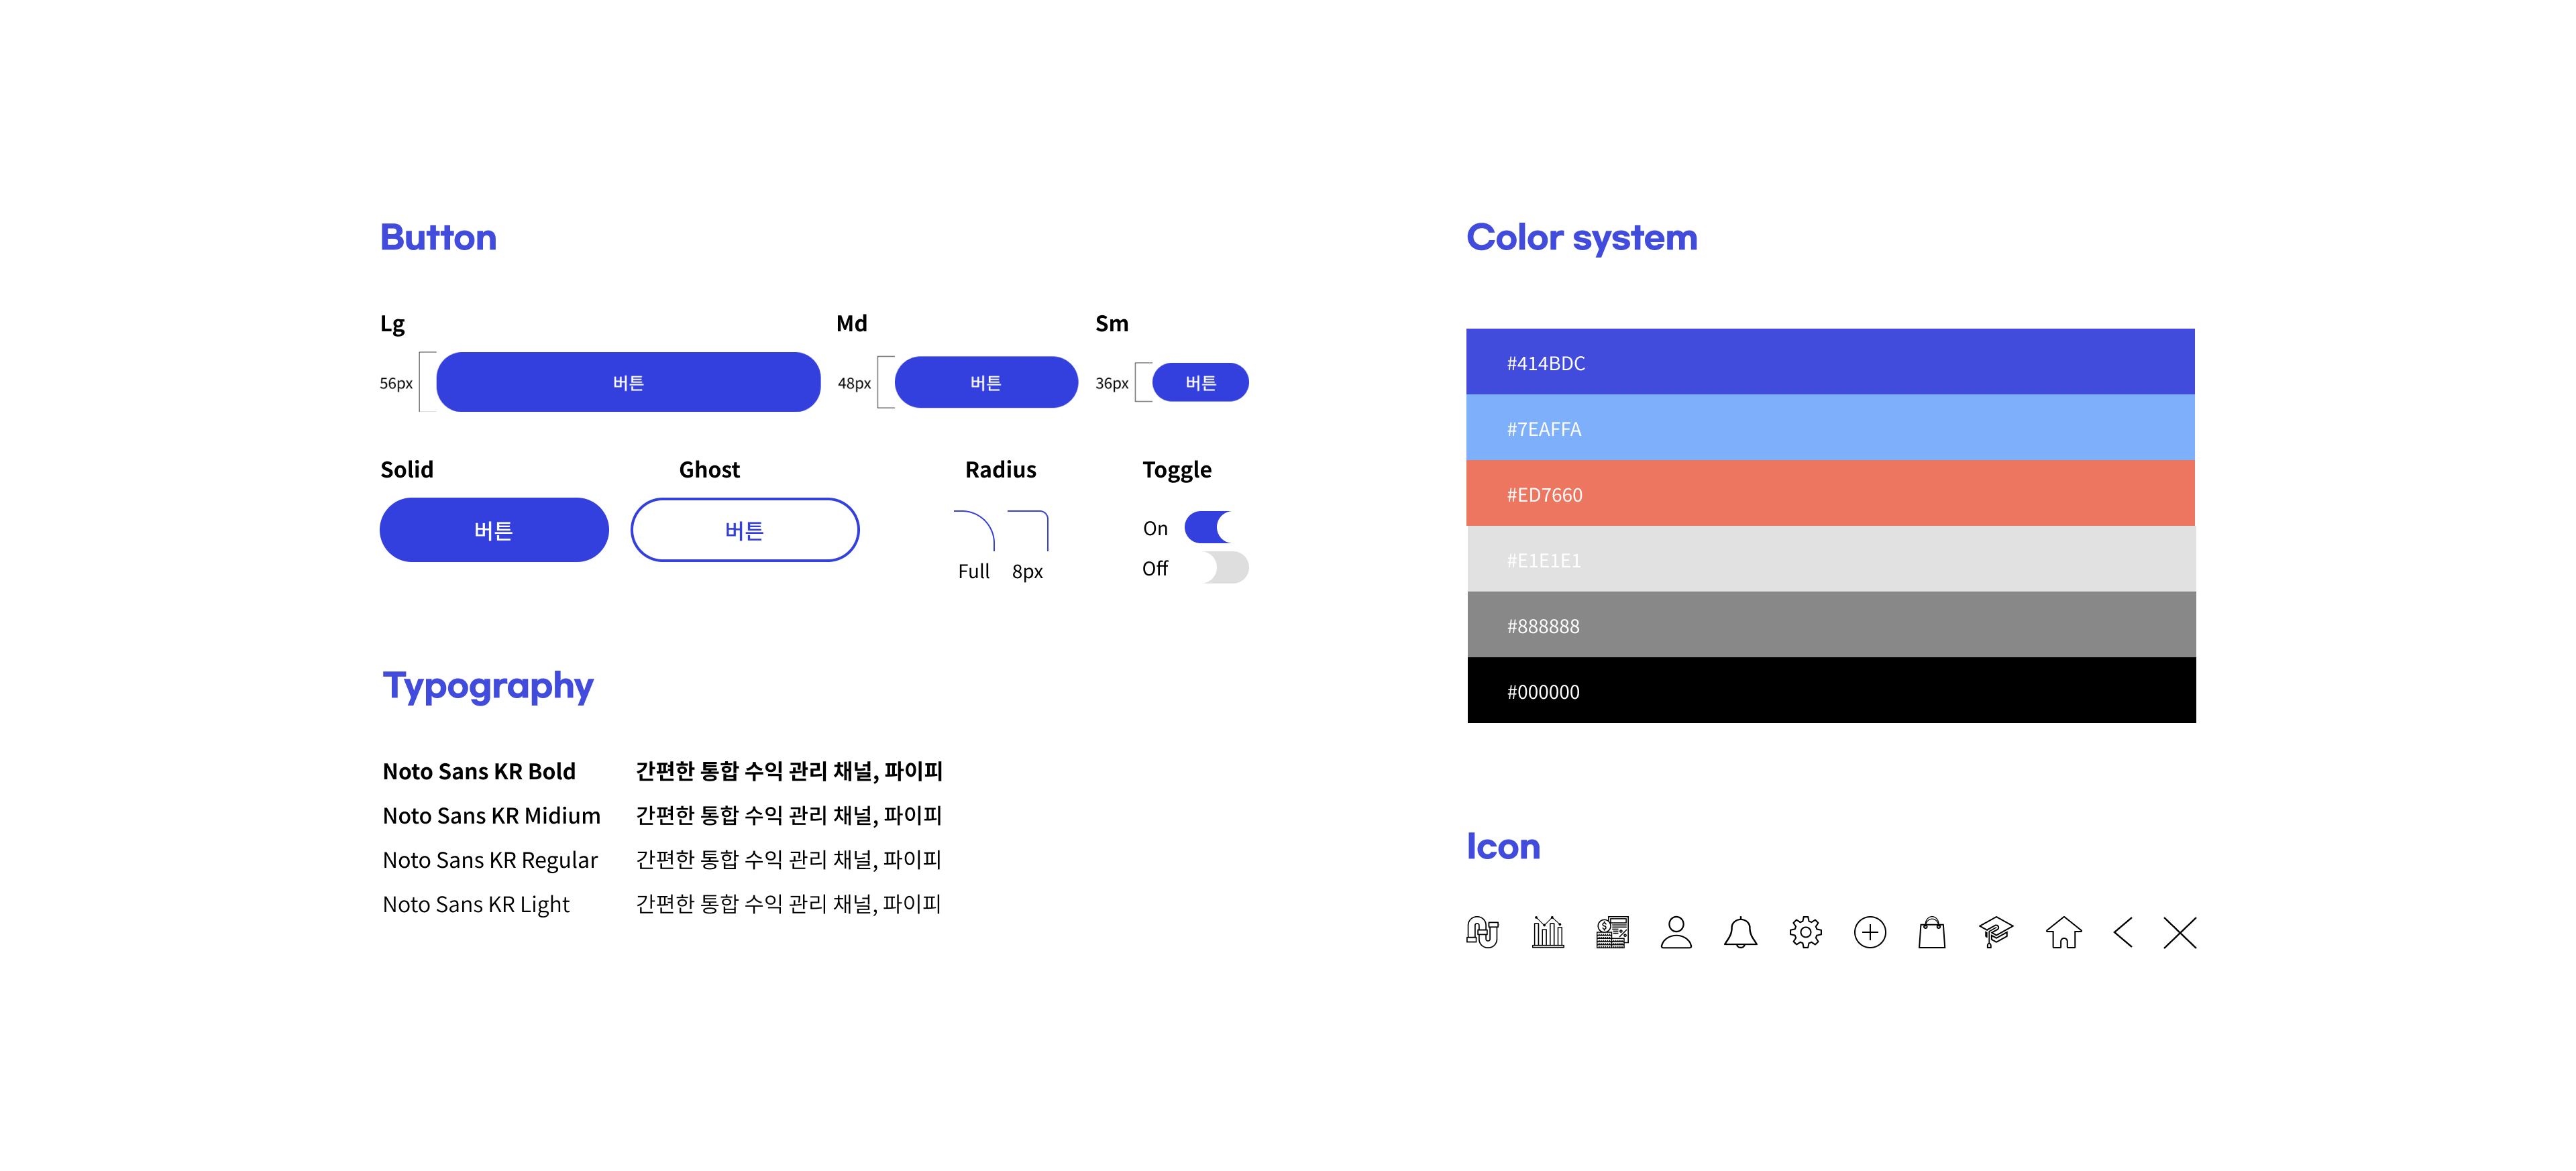 Button
Lg
Md
Sm
56px
버튼
48px
버튼
36px
버튼
Solid
Ghost
Radius
Toggle
버튼
버튼
On
Off
Full
8px
Typography
Noto Sans KR Bold
간편한 통합 수익 관리 채널, 파이피
Noto Sans KR Midium
간편한 통합 수익 관리 채널, 파이피
Noto Sans KR Regular
간편한 통합 수익 관리 채널, 파이피
Noto Sans KR Light
간편한 통합 수익 관리 채널, 파이피
Color system
#414BDC
#7EAFFA
#ED7660
#E1E1E1
#888888
#000000
Icon